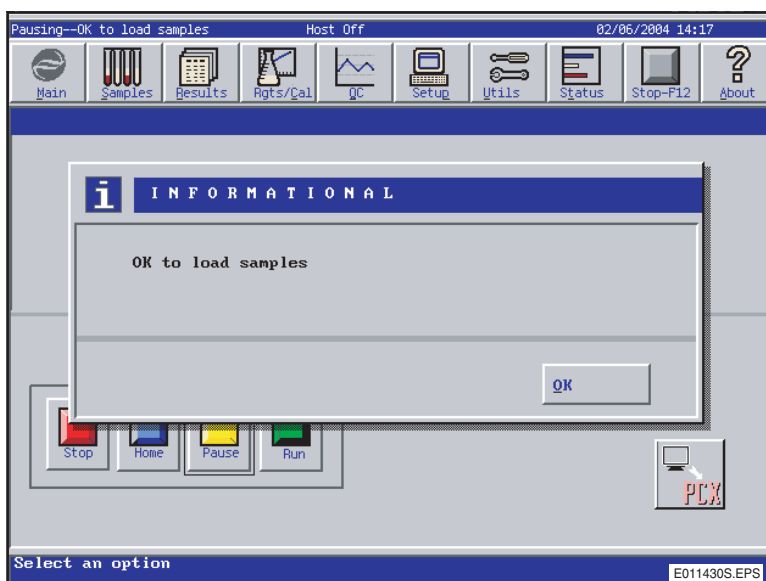 Pausing--OK to load samples Host Off 02/06/2004 14:17
Main Samples Results Rgts/Cal QC Setup Utils Status Stop-F12 About
i INFORMATIONAL
OK to load samples
OK
Stop Home Pause Run
PCX
Select an option
E011430S.EPS